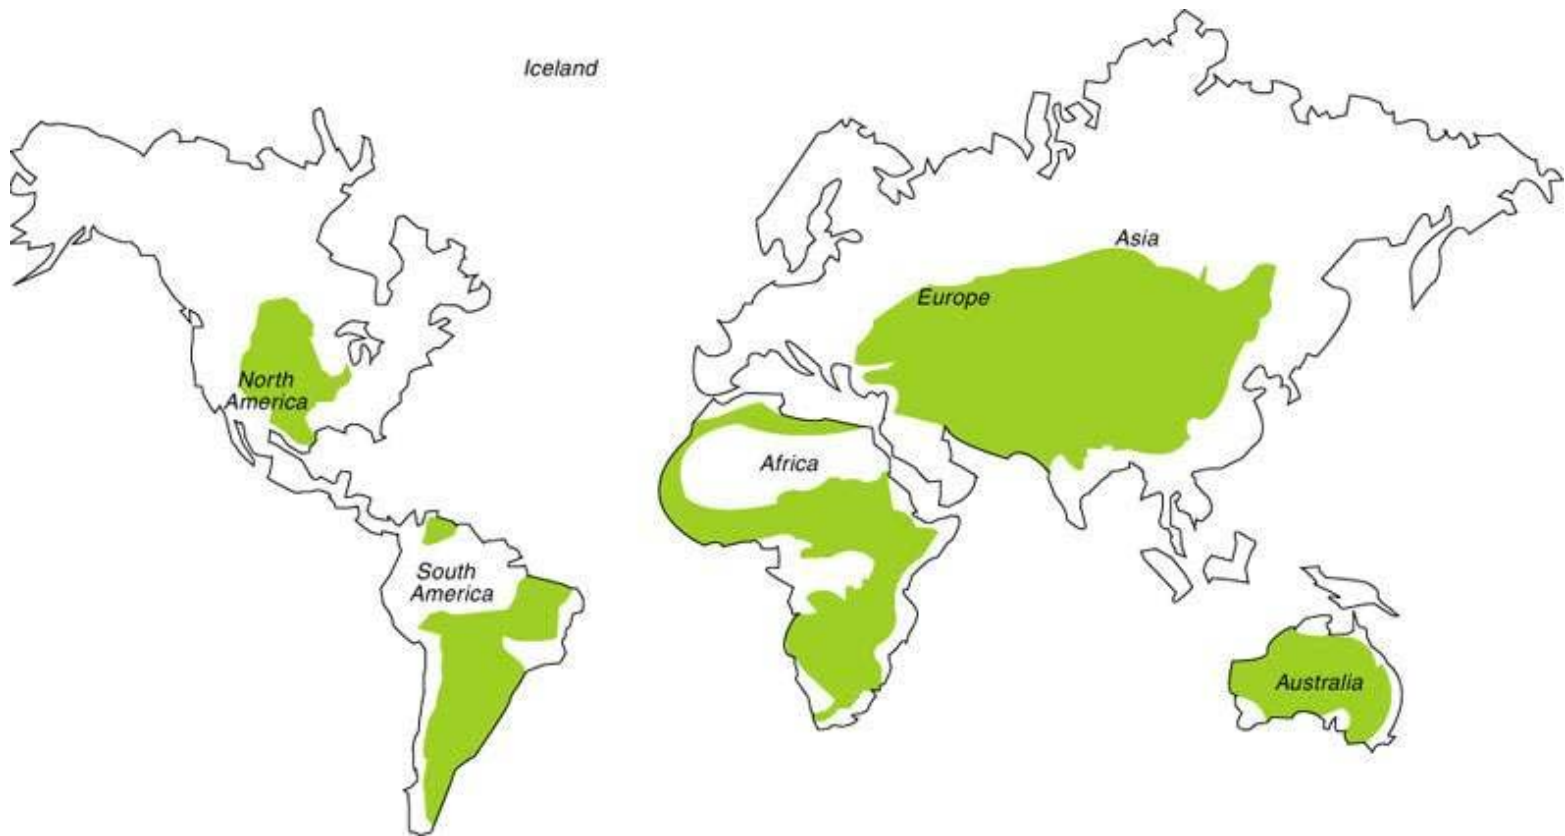 Iceland
Asia
Europe
North
America
Africa
South
America
Australia